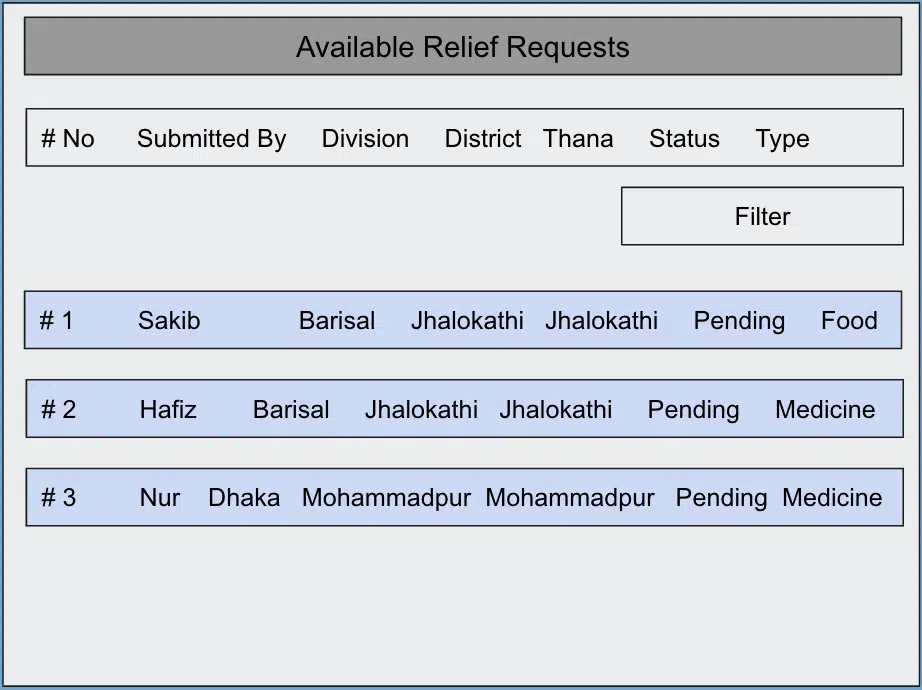 Available Relief Requests
# No Submitted By Division District Thana Status Type
Filter
# 1 Sakib Barisal Jhalokathi Jhalokathi Pending Food
# 2 Hafiz Barisal Jhalokathi Jhalokathi Pending Medicine
# 3 Nur Dhaka Mohammadpur Mohammadpur Pending Medicine